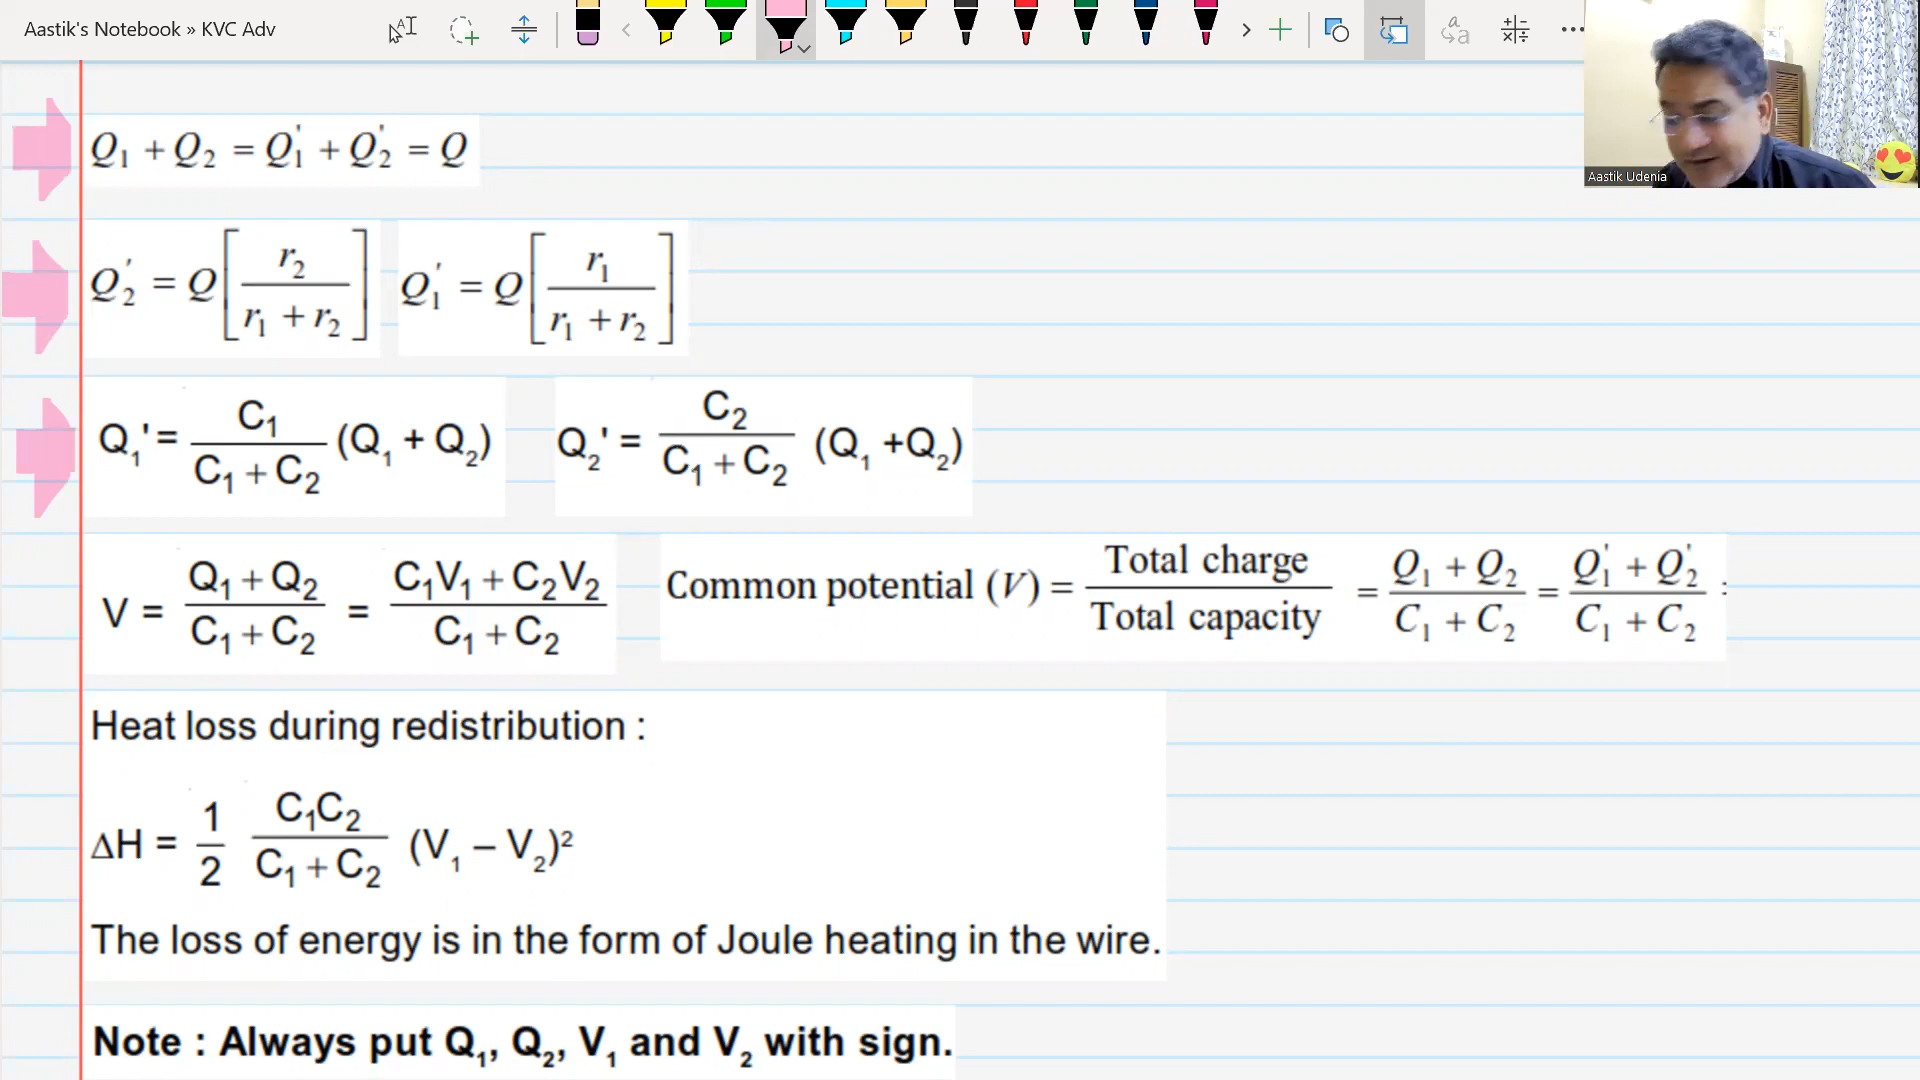 Aastik's Notebook » KVC Adv
Aastik Udenia
Q₁ + Q₂ = Q₁' + Q₂' = Q
Q₂' = Q[r₂/(r₁ + r₂)] Q₁' = Q[r₁/(r₁ + r₂)]
Q₁' = C₁/(C₁ + C₂) (Q₁ + Q₂) Q₂' = C₂/(C₁ + C₂) (Q₁ +Q₂)
V = (Q₁ + Q₂)/(C₁ + C₂) = (C₁V₁ + C₂V₂)/(C₁ + C₂) Common potential (V) = Total charge/Total capacity = (Q₁ + Q₂)/(C₁ + C₂) = (Q₁' + Q₂')/(C₁ + C₂) =
Heat loss during redistribution :
ΔH = 1/2 C₁C₂/(C₁ + C₂) (V₁ – V₂)²
The loss of energy is in the form of Joule heating in the wire.
Note : Always put Q₁, Q₂, V₁ and V₂ with sign.